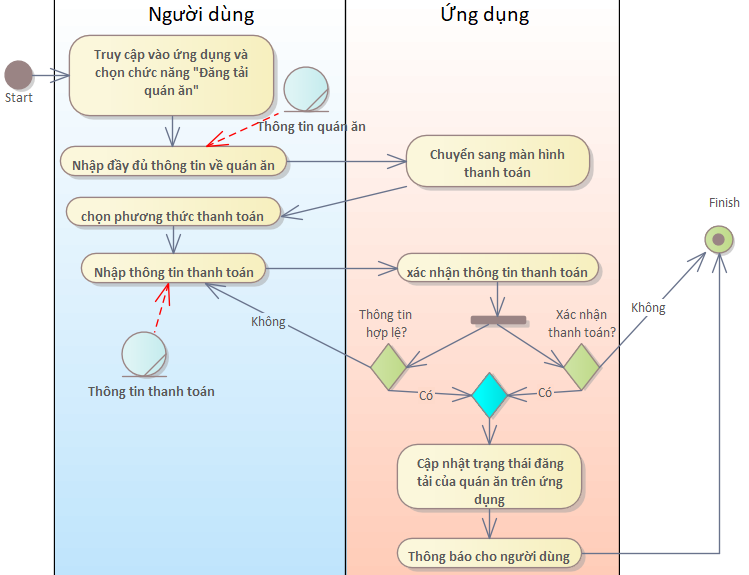 Người dùng
Ứng dụng
Truy cập vào ứng dụng và
chọn chức năng "Đăng tải
quán ăn"
Start
Thông tin quán ăn
Nhập đầy đủ thông tin về quán ăn
Chuyển sang màn hình
thanh toán
chọn phương thức thanh toán
Finish
Nhập thông tin thanh toán
xác nhận thông tin thanh toán
Không
Thông tin
hợp lệ?
Xác nhận
thanh toán?
Không
Thông tin thanh toán
Có
Có
Cập nhật trạng thái đăng
tải của quán ăn trên ứng
dụng
Thông báo cho người dùng